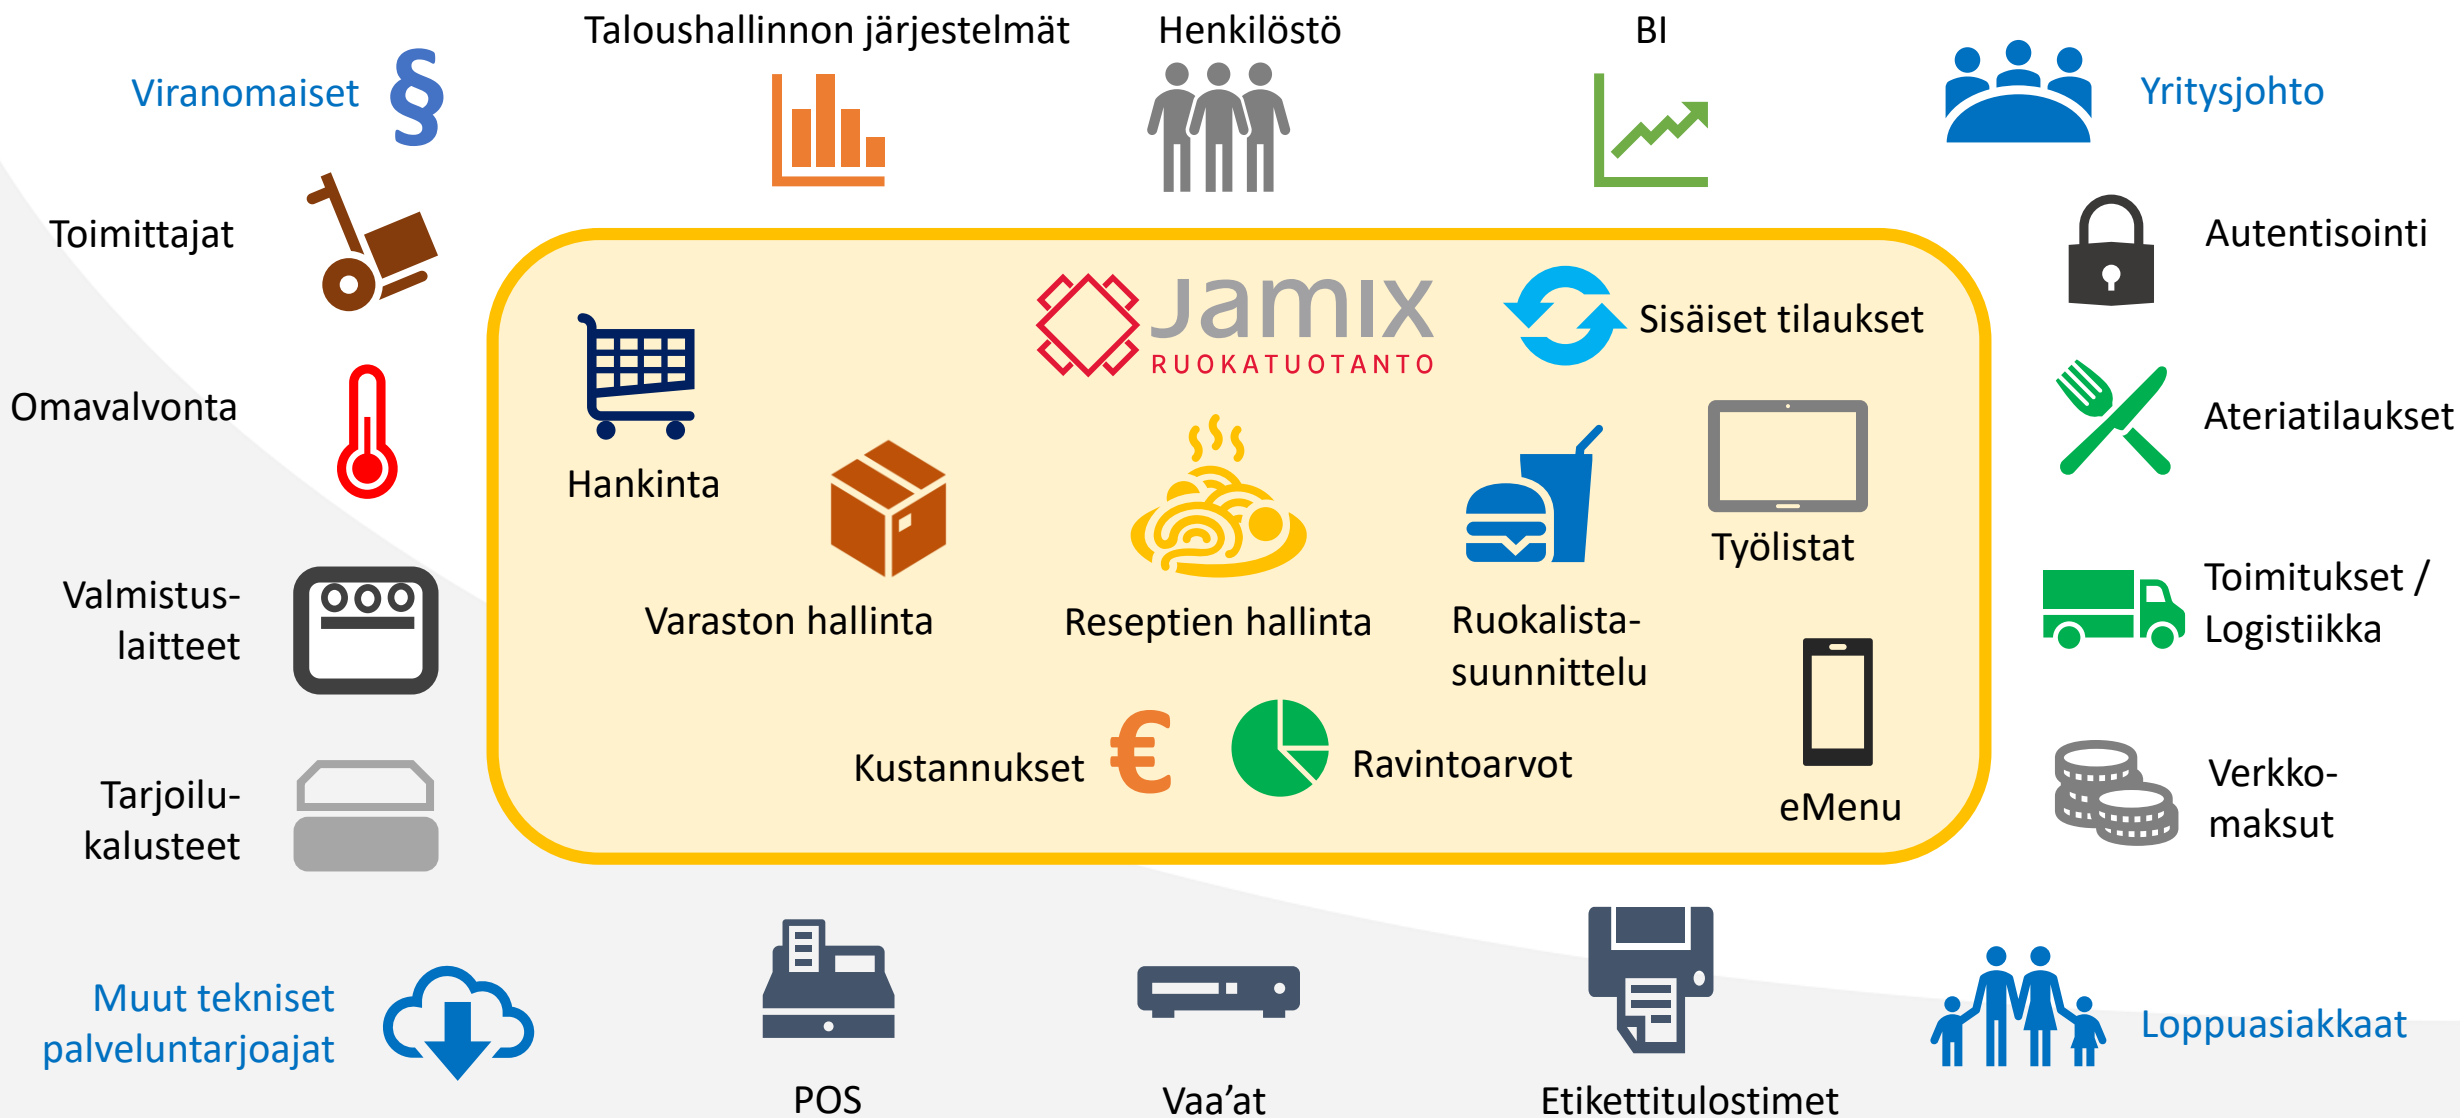 Taloushallinnon järjestelmät
Henkilöstö
BI
Viranomaiset
§
Yritysjohto
Toimittajat
Autentisointi
Jamix
RUOKATUOTANTO
Sisäiset tilaukset
Omavalvonta
Ateriatilaukset
Hankinta
Työlistat
Valmistus-
laitteet
Toimitukset /
Logistiikka
Varaston hallinta
Reseptien hallinta
Ruokalista-
suunnittelu
Kustannukset €
Ravintoarvot
eMenu
Tarjoilu-
kalusteet
Verkko-
maksut
Muut tekniset
palveluntarjoajat
Loppuasiakkaat
POS
Vaa’at
Etikettitulostimet